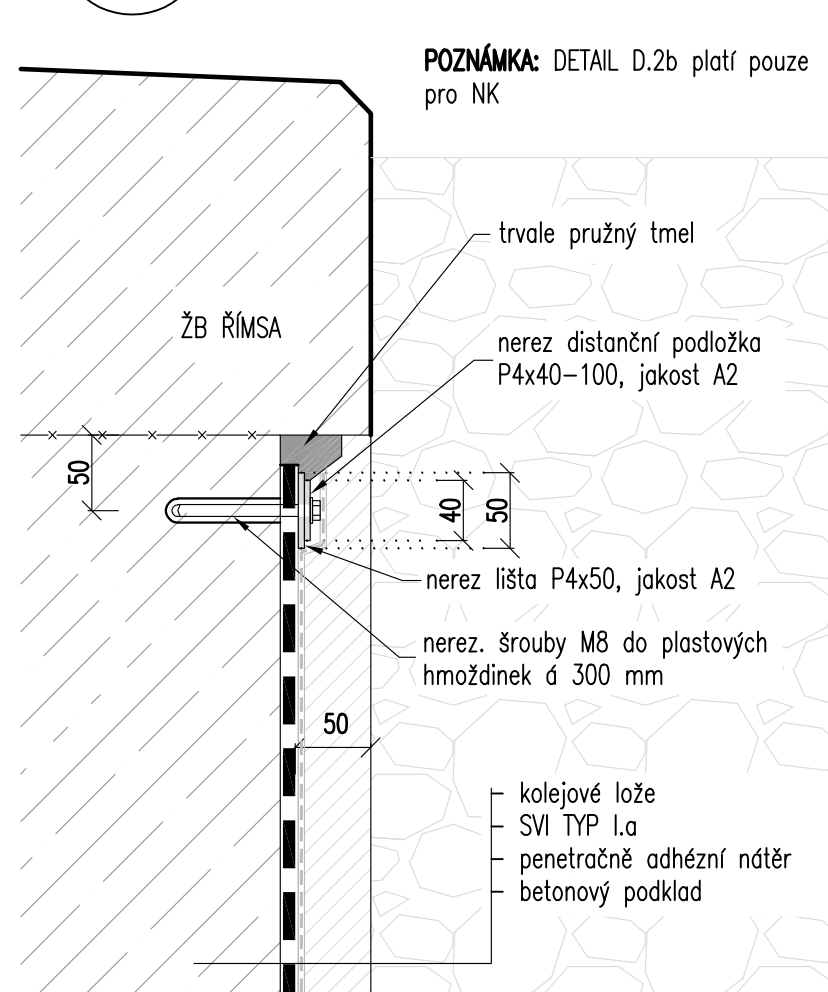 POZNÁMKA: DETAIL D.2b platí pouze
pro NK
trvale pružný tmel
ŽB ŘÍMSA
nerez distanční podložka
P4x40-100, jakost A2
50
40
50
nerez lišta P4x50, jakost A2
nerez. šrouby M8 do plastových
hmoždinek á 300 mm
50
kolejové lože
SVI TYP I.a
penetračně adhézní nátěr
betonový podklad